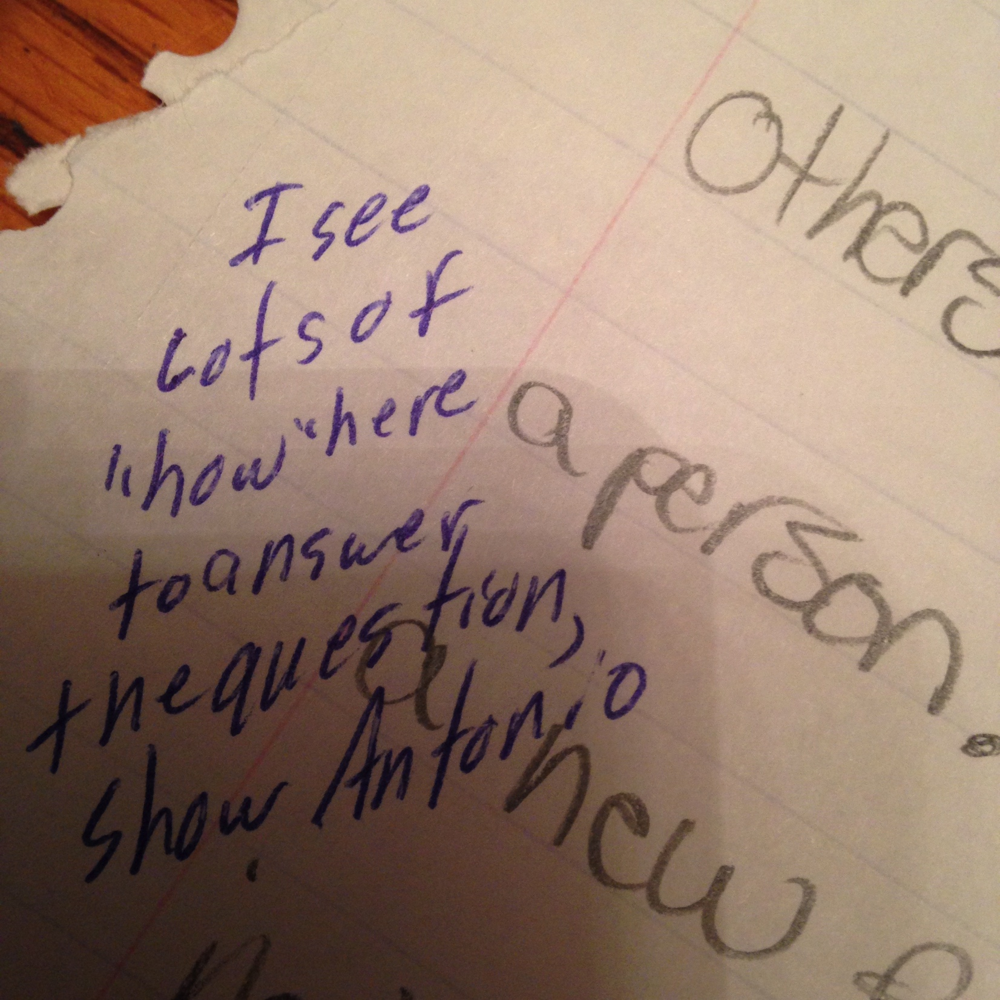 I see
Lots of
"how" here
to answer
the question,
show Antonio
others
a person.
a new